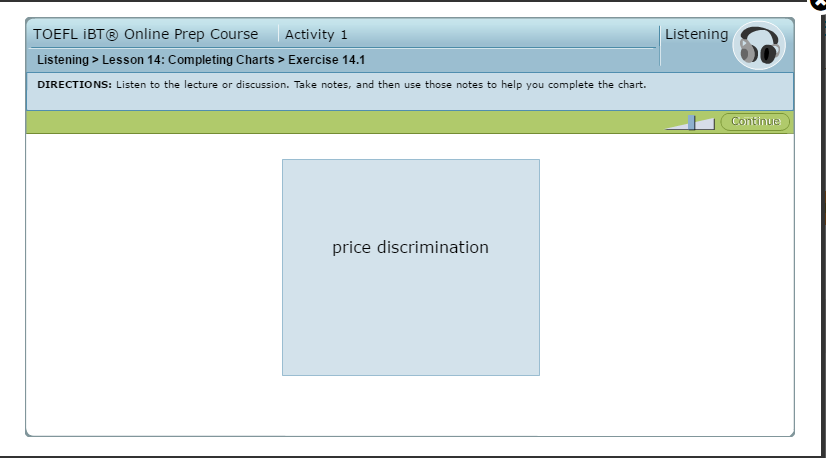 TOEFL iBT® Online Prep Course Activity 1 Listening
Listening > Lesson 14: Completing Charts > Exercise 14.1
DIRECTIONS: Listen to the lecture or discussion. Take notes, and then use those notes to help you complete the chart.
Continue
price discrimination